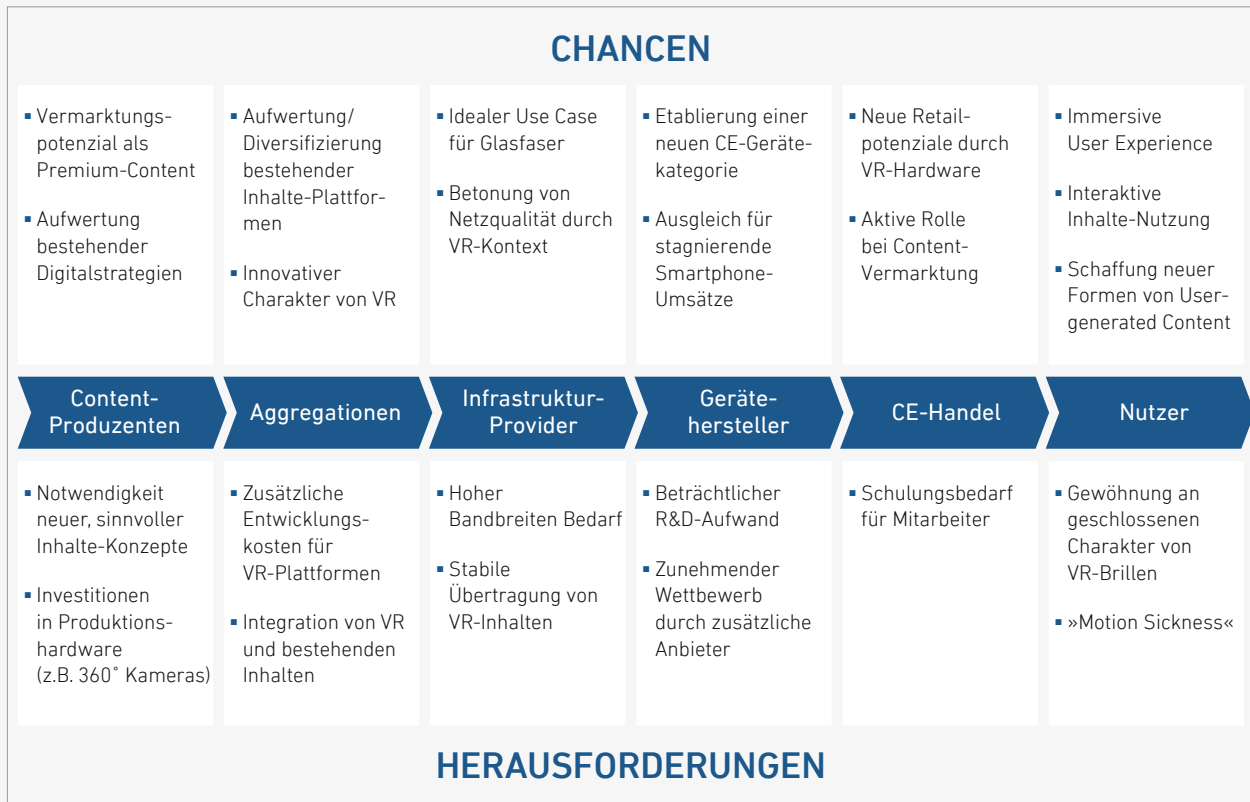 CHANCEN
▪ Vermarktungs-
potenzial als
Premium-Content
▪ Aufwertung
bestehender
Digitalstrategien
▪ Aufwertung/
Diversifizierung
bestehender
Inhalte-Plattfor-
men
▪ Innovativer
Charakter von VR
▪ Idealer Use Case
für Glasfaser
▪ Betonung von
Netzqualität durch
VR-Kontext
▪ Etablierung einer
neuen CE-Geräte-
kategorie
▪ Ausgleich für
stagnierende
Smartphone-
Umsätze
▪ Neue Retail-
potenziale durch
VR-Hardware
▪ Aktive Rolle
bei Content-
Vermarktung
▪ Immersive
User Experience
▪ Interaktive
Inhalte-Nutzung
▪ Schaffung neuer
Formen von User-
generated Content
Content-
Produzenten
Aggregationen
Infrastruktur-
Provider
Geräte-
hersteller
CE-Handel
Nutzer
▪ Notwendigkeit
neuer, sinnvoller
Inhalte-Konzepte
▪ Investitionen
in Produktions-
hardware
(z.B. 360° Kameras)
▪ Zusätzliche
Entwicklungs-
kosten für
VR-Plattformen
▪ Integration von VR
und bestehenden
Inhalten
▪ Hoher
Bandbreiten Bedarf
▪ Stabile
Übertragung von
VR-Inhalten
▪ Beträchtlicher
R&D-Aufwand
▪ Zunehmender
Wettbewerb
durch zusätzliche
Anbieter
▪ Schulungsbedarf
für Mitarbeiter
▪ Gewöhnung an
geschlossenen
Charakter von
VR-Brillen
▪ »Motion Sickness«
HERAUSFORDERUNGEN